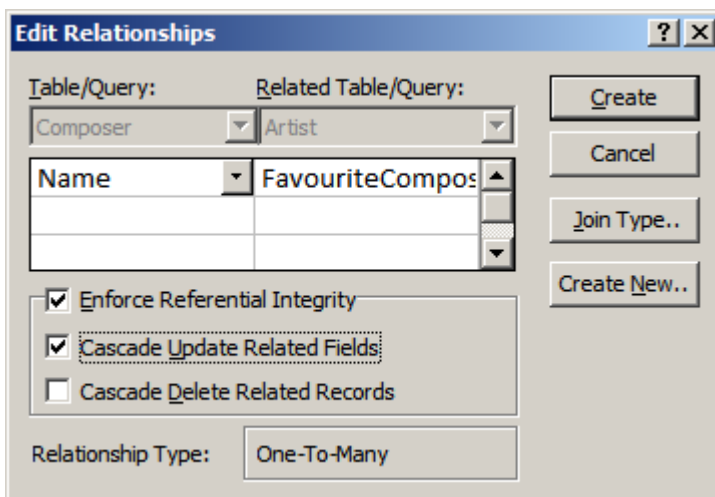 Edit Relationships
Table/Query: Related Table/Query:
Composer Artist
Create
Cancel
Name FavouriteCompos
Join Type..
Create New..
Enforce Referential Integrity
Cascade Update Related Fields
Cascade Delete Related Records
Relationship Type: One-To-Many